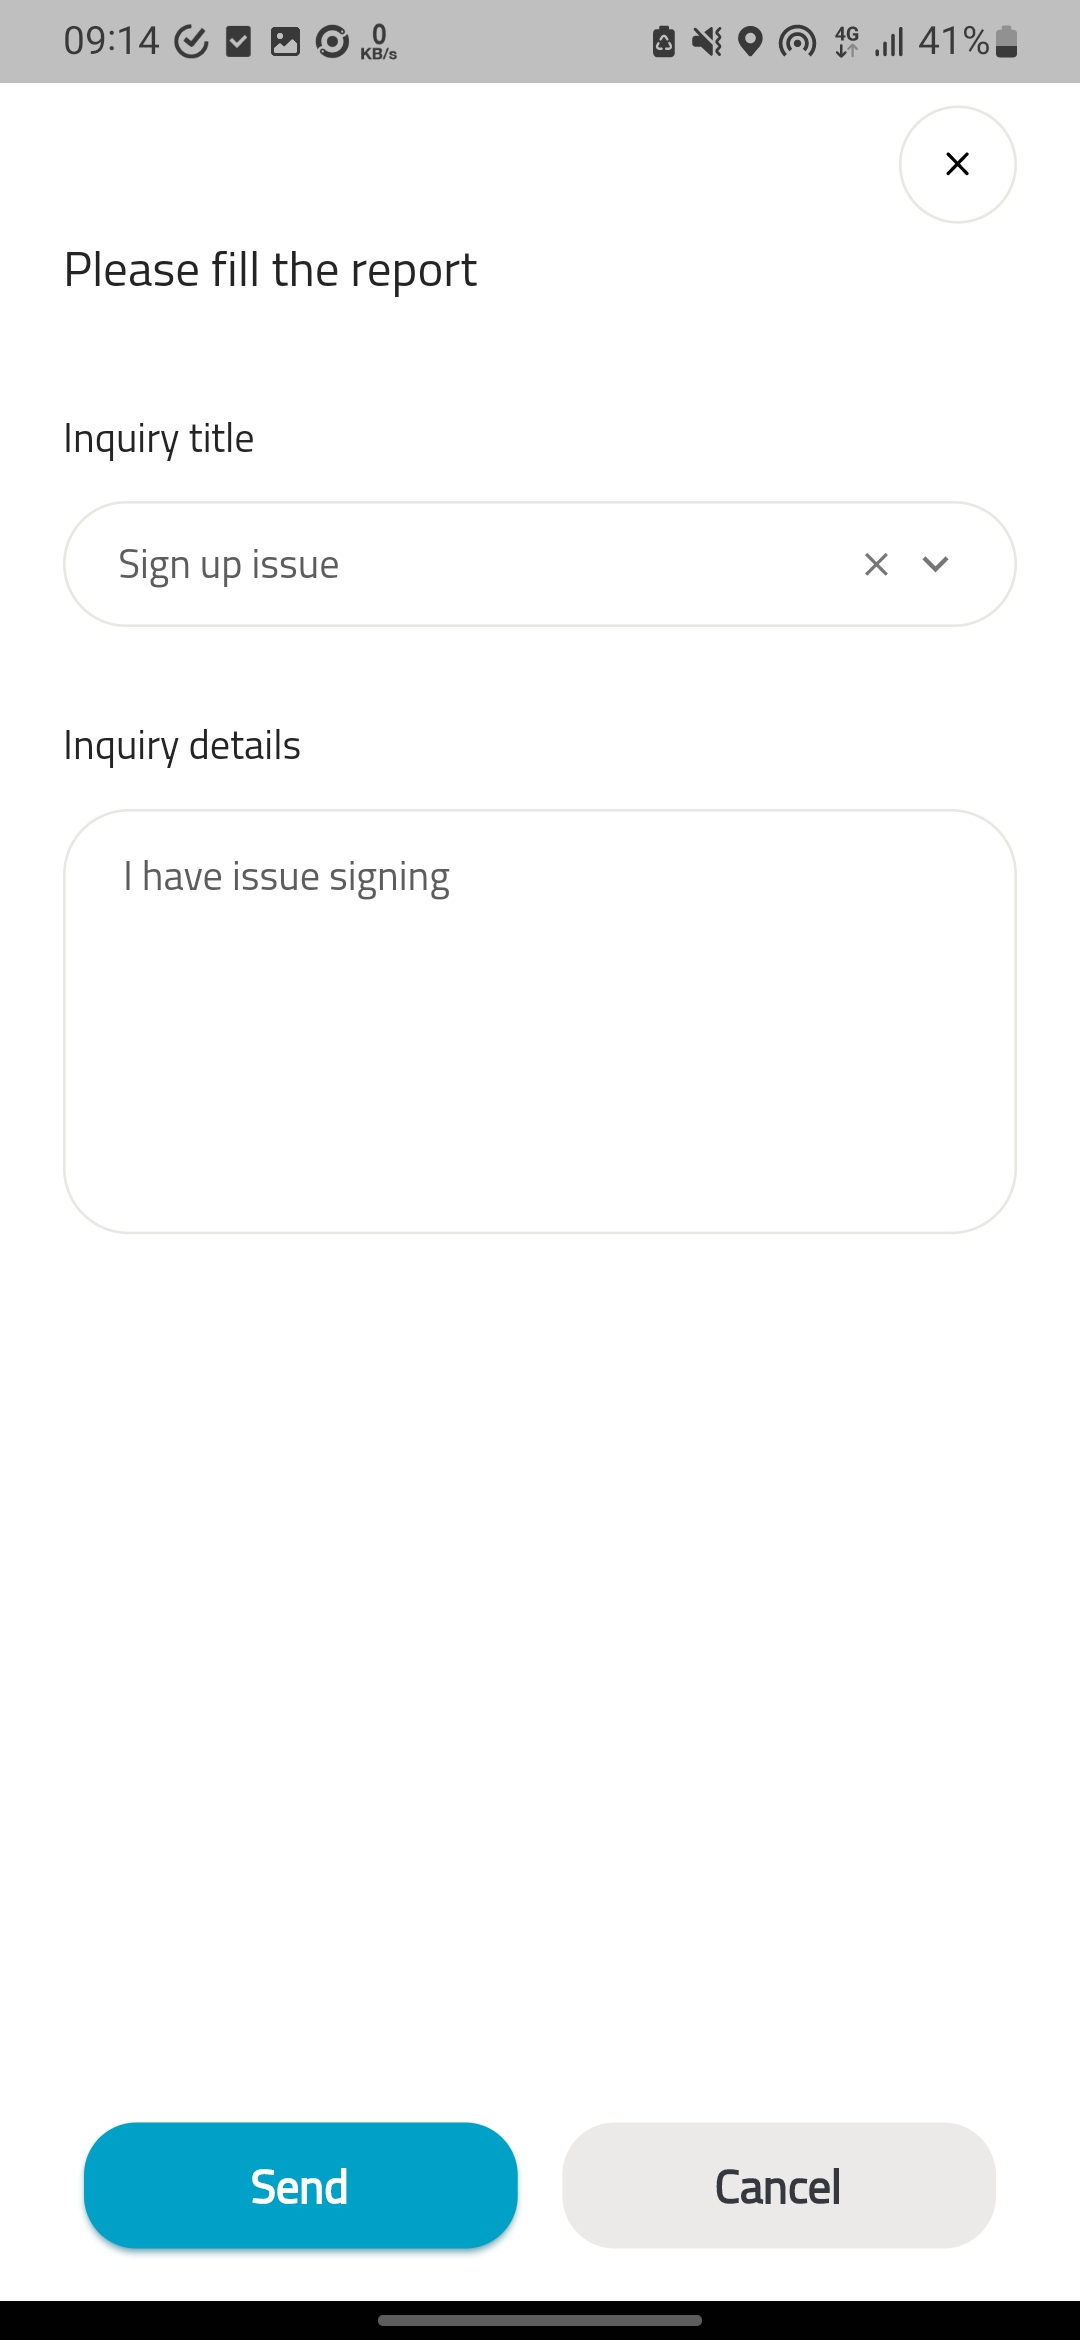 09:14 0 KB/s 4G 41%
Please fill the report
Inquiry title
Sign up issue
Inquiry details
I have issue signing
Send Cancel